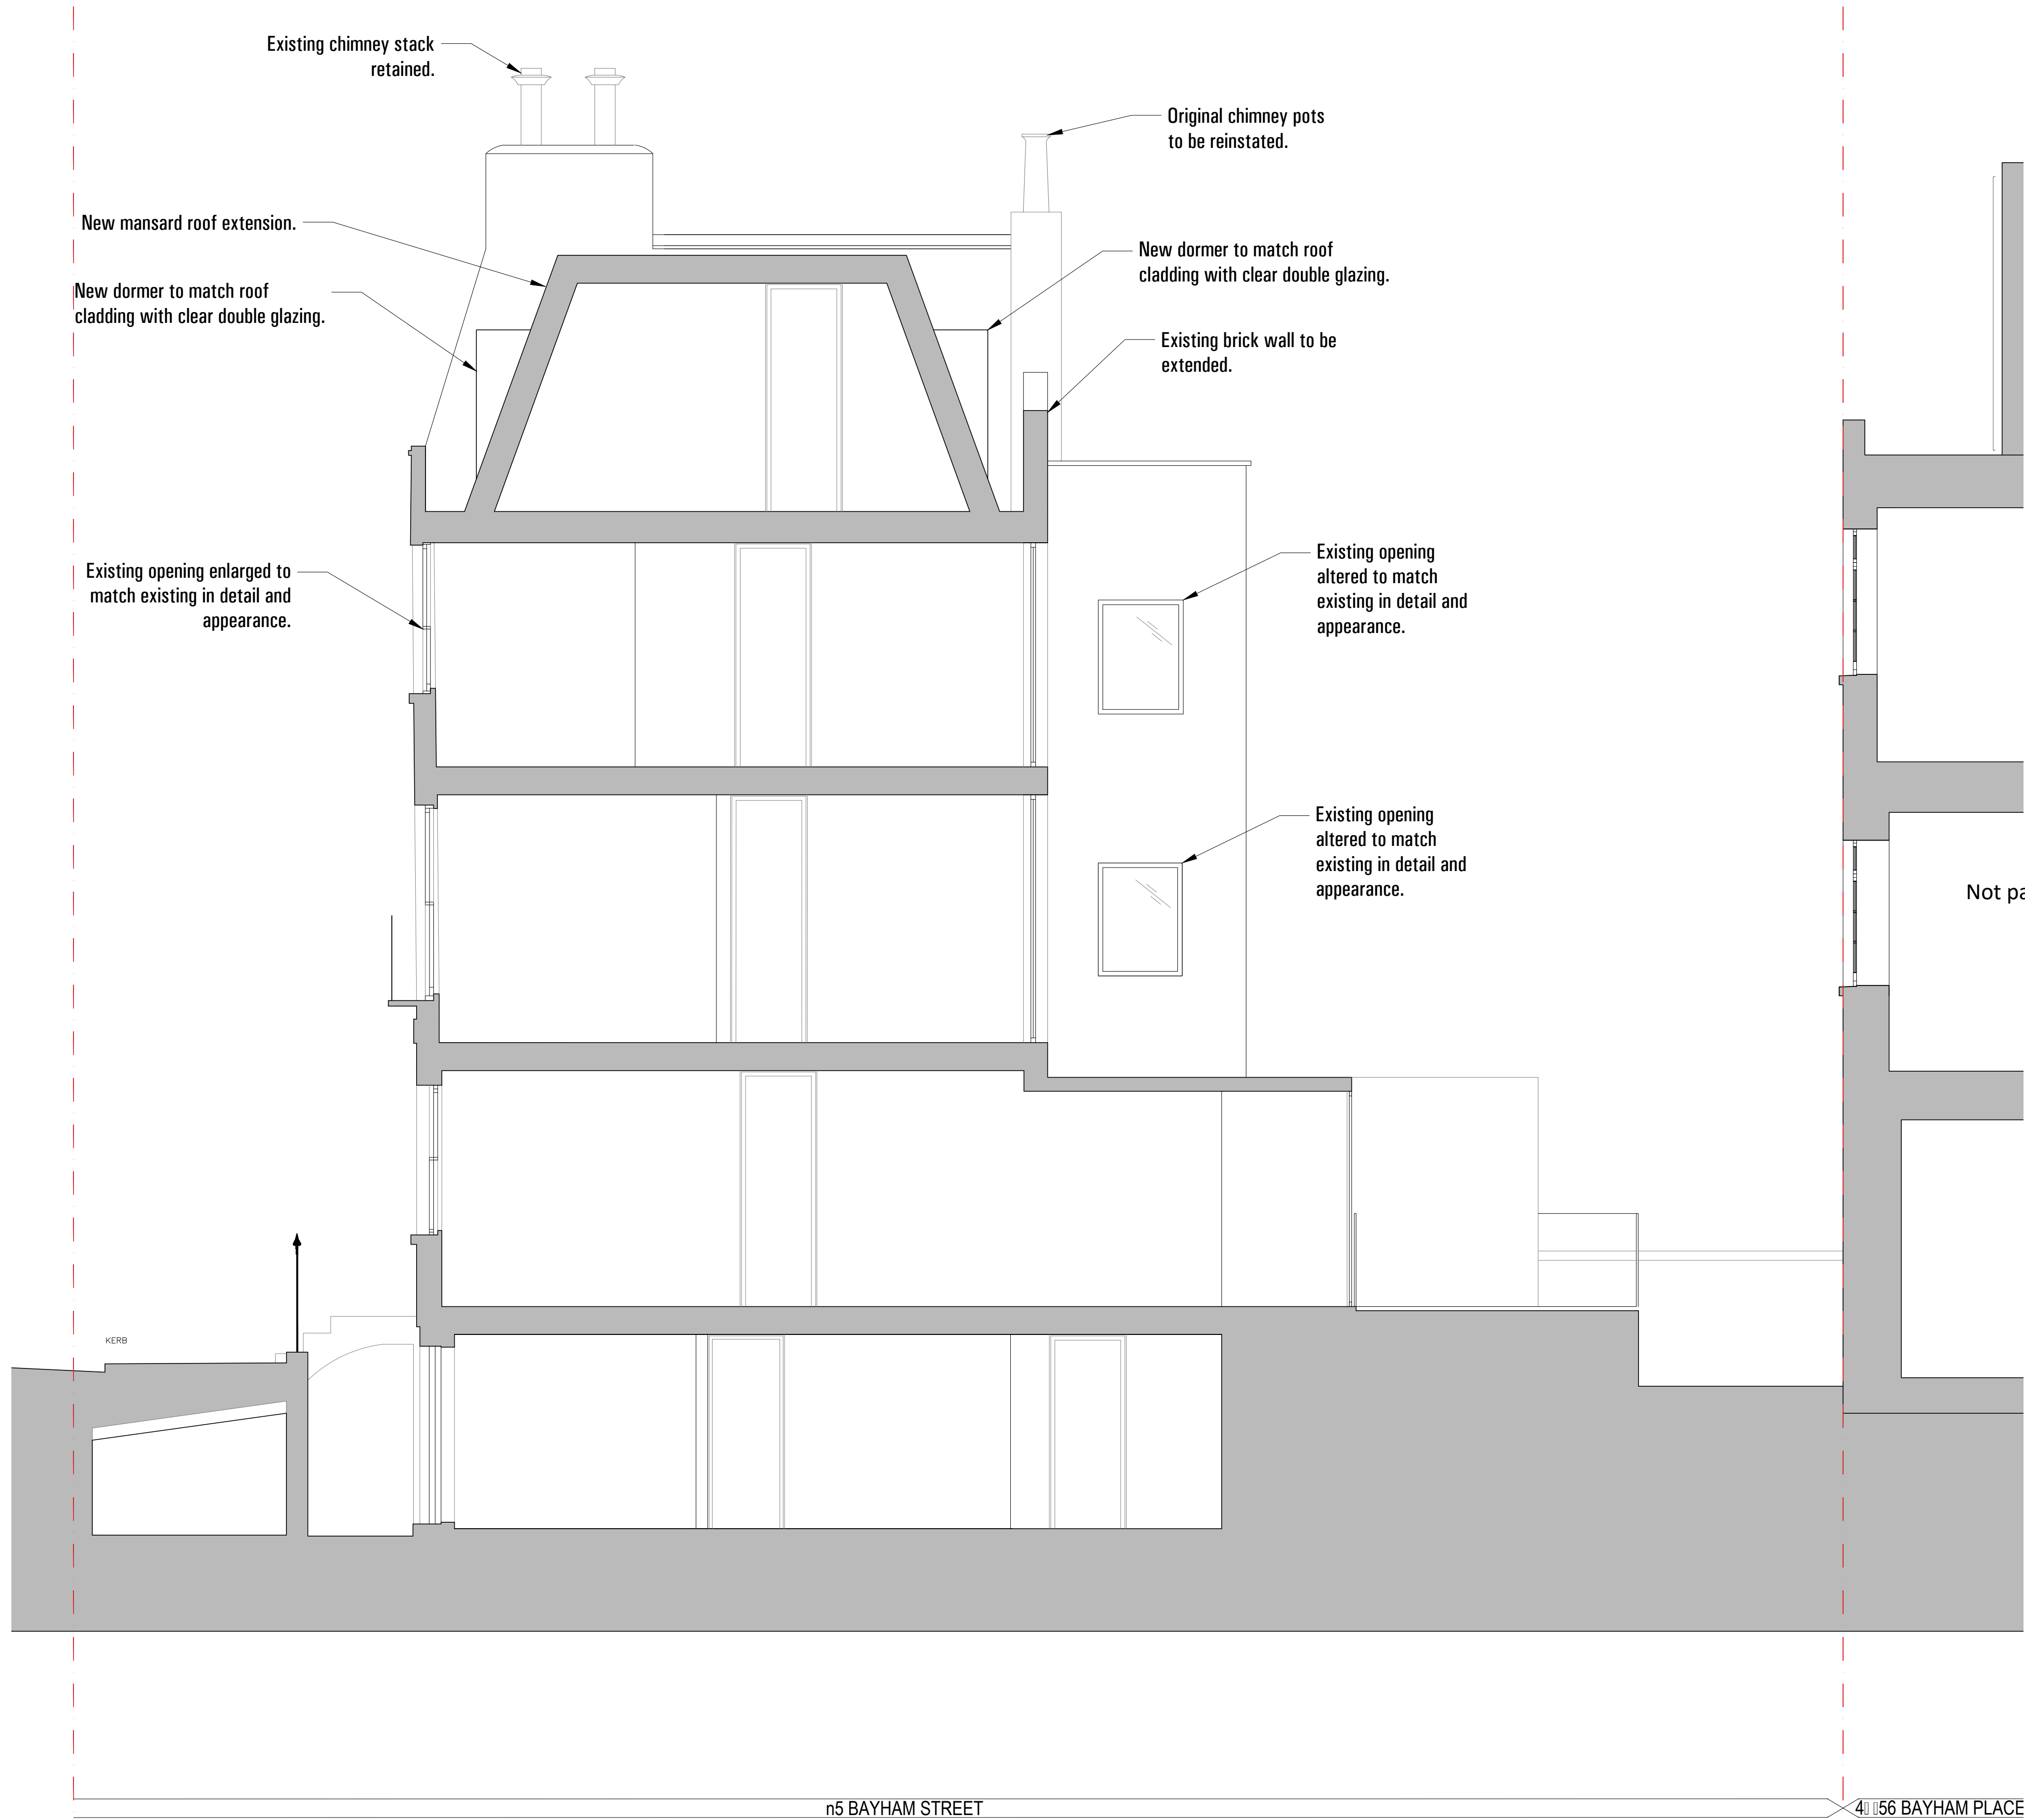 Existing chimney stack
retained.
Original chimney pots
to be reinstated.
New mansard roof extension.
New dormer to match roof
cladding with clear double glazing.
New dormer to match roof
cladding with clear double glazing.
Existing brick wall to be
extended.
Existing opening enlarged to
match existing in detail and
appearance.
Existing opening
altered to match
existing in detail and
appearance.
Existing opening
altered to match
existing in detail and
appearance.
Not pa
KERB
n5 BAYHAM STREET
56 BAYHAM PLACE